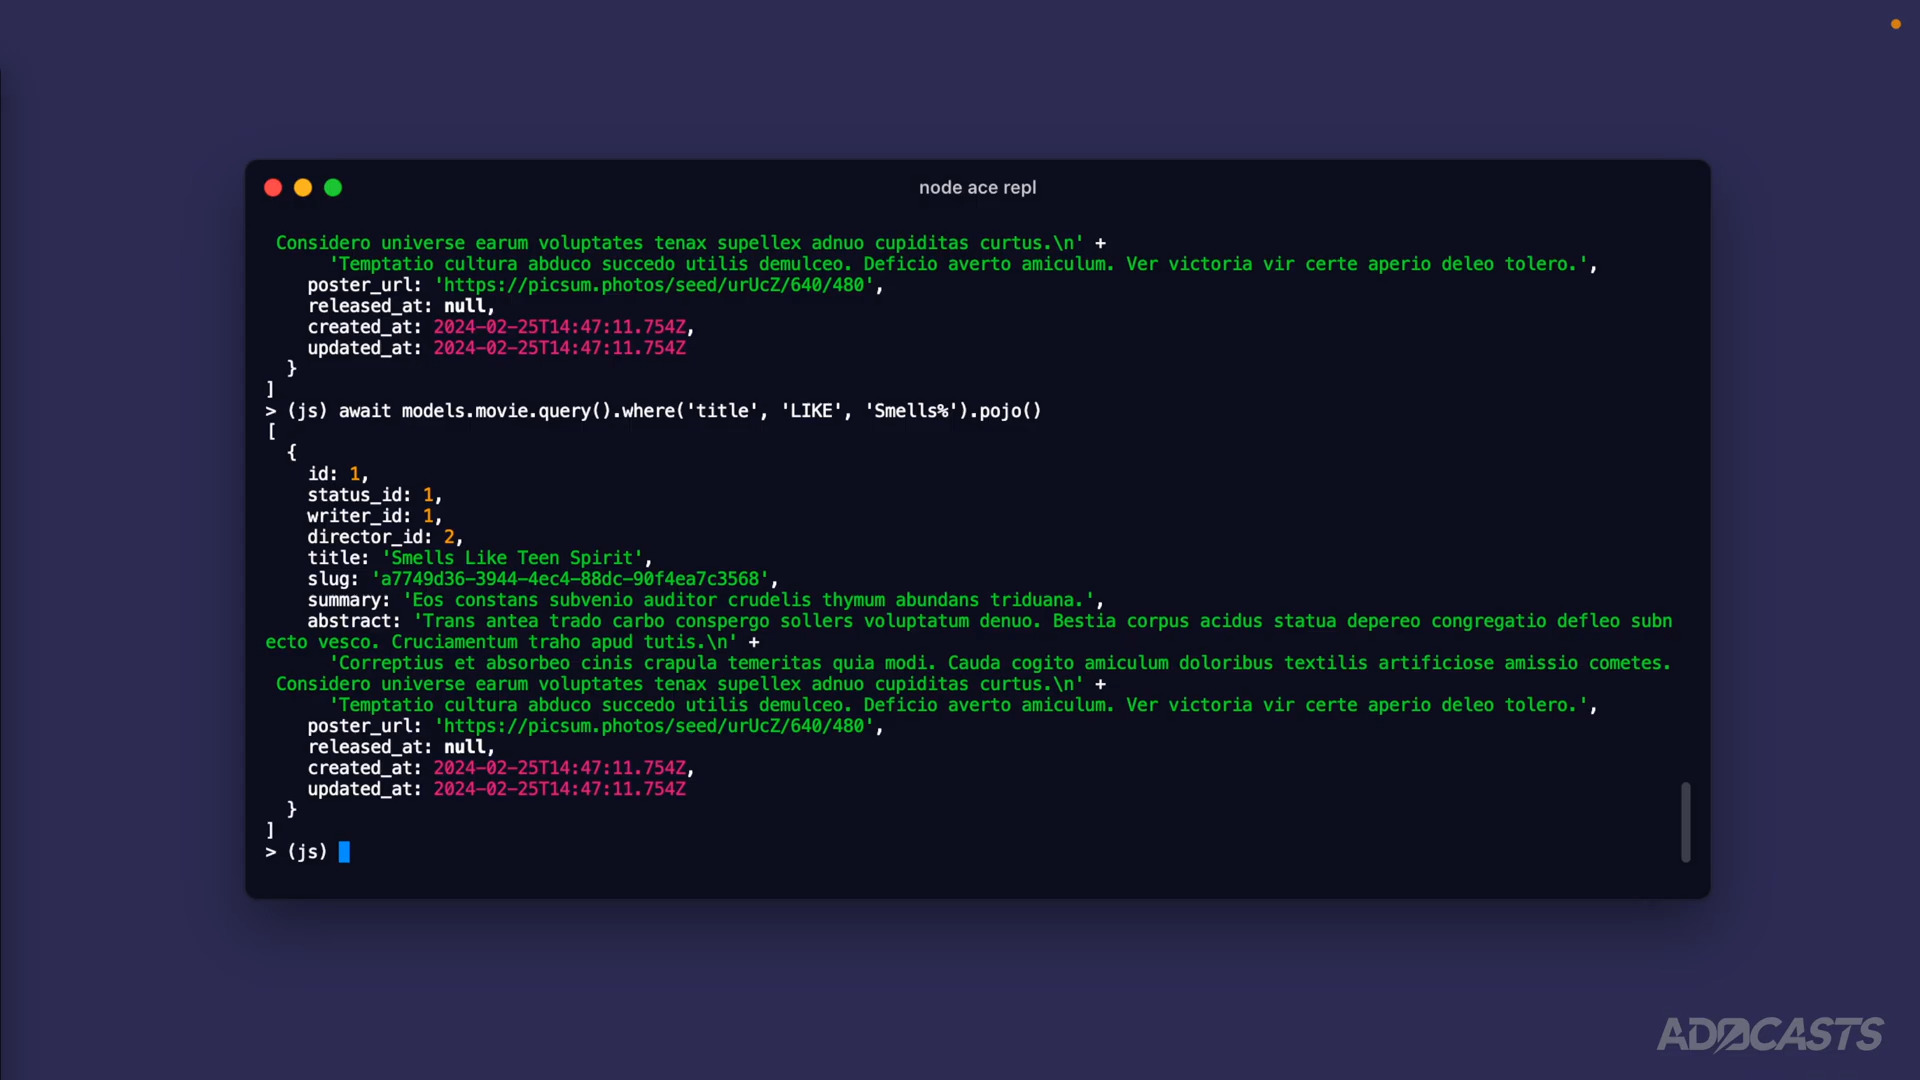 node ace repl
Considero universe earum voluptates tenax supellex adnuo cupiditas curtus.\n' +
'Temptatio cultura abduco succedo utilis demulceo. Deficio averto amiculum. Ver victoria vir certe aperio deleo tolero.',
poster_url: 'https://picsum.photos/seed/urUcZ/640/480',
released_at: null,
created_at: 2024-02-25T14:47:11.754Z,
updated_at: 2024-02-25T14:47:11.754Z
}
]
> (js) await models.movie.query().where('title', 'LIKE', 'Smells%').pojo()
[
{
id: 1,
status_id: 1,
writer_id: 1,
director_id: 2,
title: 'Smells Like Teen Spirit',
slug: 'a7749d36-3944-4ec4-88dc-90f4ea7c3568',
summary: 'Eos constans subvenio auditor crudelis thymum abundans triduana.',
abstract: 'Trans antea trado carbo conspergo sollers voluptatum denuo. Bestia corpus acidus statua depereo congregatio defleo subn
ecto vesco. Cruciamentum traho apud tutis.\n' +
'Correptius et absorbeo cinis crapula temeritas quia modi. Cauda cogito amiculum doloribus textilis artificiose amissio cometes.
Considero universe earum voluptates tenax supellex adnuo cupiditas curtus.\n' +
'Temptatio cultura abduco succedo utilis demulceo. Deficio averto amiculum. Ver victoria vir certe aperio deleo tolero.',
poster_url: 'https://picsum.photos/seed/urUcZ/640/480',
released_at: null,
created_at: 2024-02-25T14:47:11.754Z,
updated_at: 2024-02-25T14:47:11.754Z
}
]
> (js)
ADOCASTS